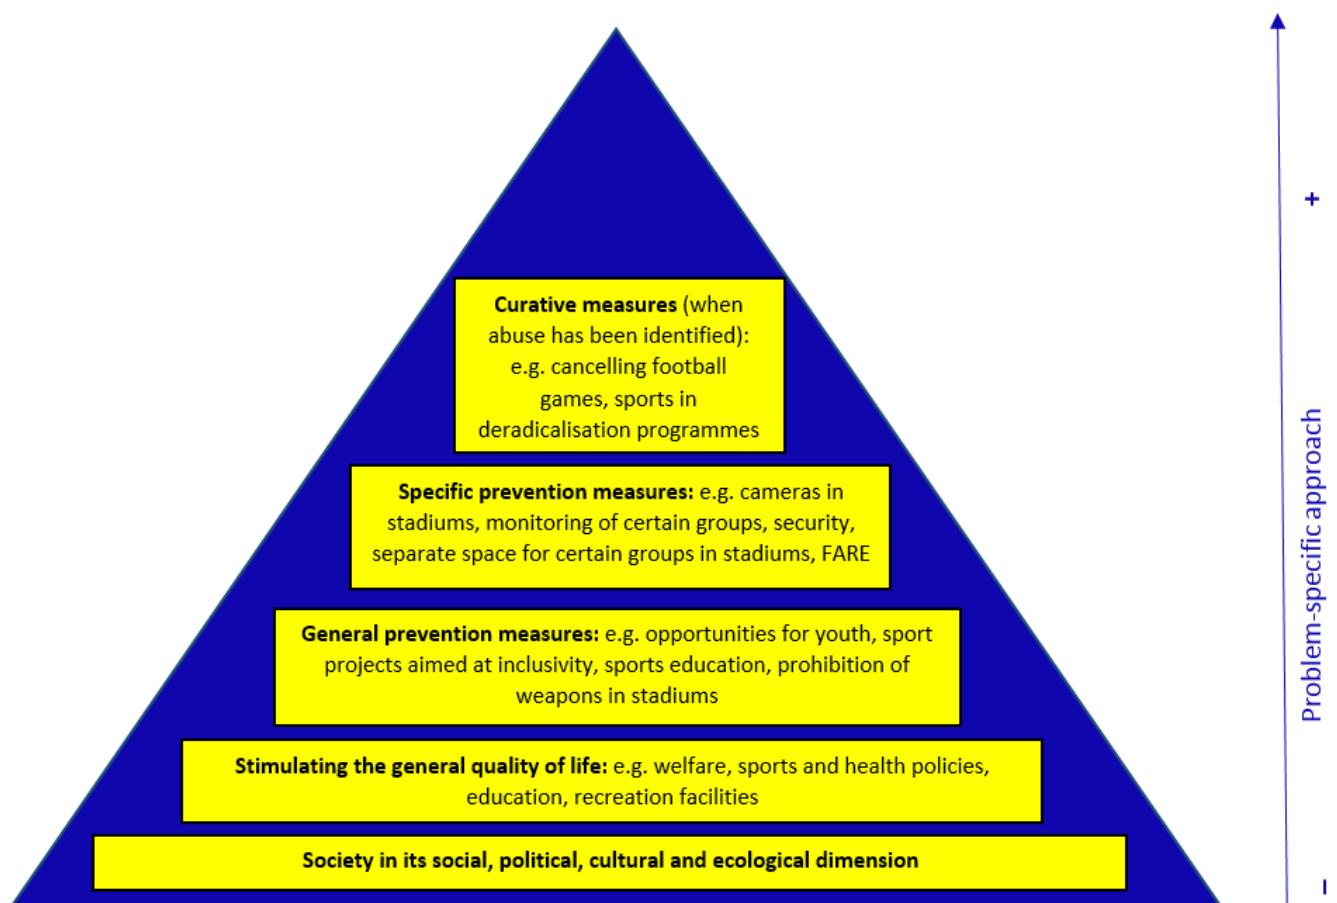 Curative measures (when
abuse has been identified):
e.g. cancelling football
games, sports in
deradicalisation programmes
Specific prevention measures: e.g. cameras in
stadiums, monitoring of certain groups, security,
separate space for certain groups in stadiums, FARE
General prevention measures: e.g. opportunities for youth, sport
projects aimed at inclusivity, sports education, prohibition of
weapons in stadiums
Stimulating the general quality of life: e.g. welfare, sports and health policies,
education, recreation facilities
Society in its social, political, cultural and ecological dimension
– Problem-specific approach +